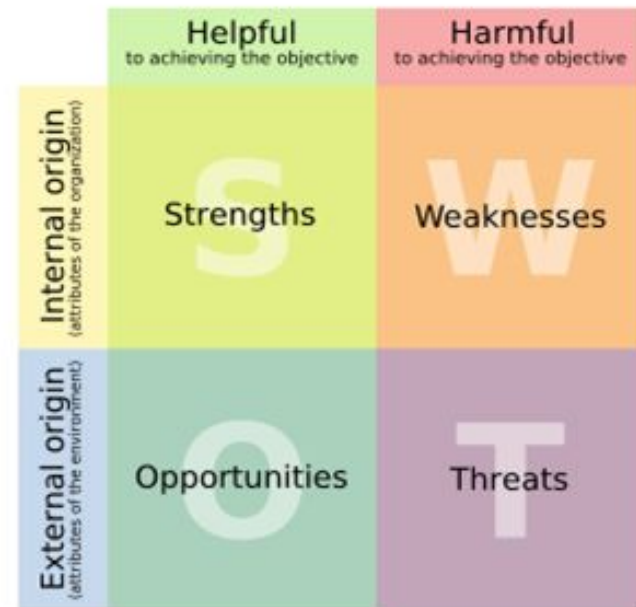 Helpful
to achieving the objective
Harmful
to achieving the objective
Internal origin
(attributes of the organization)
S
Strengths
W
Weaknesses
External origin
(attributes of the environment)
O
Opportunities
T
Threats